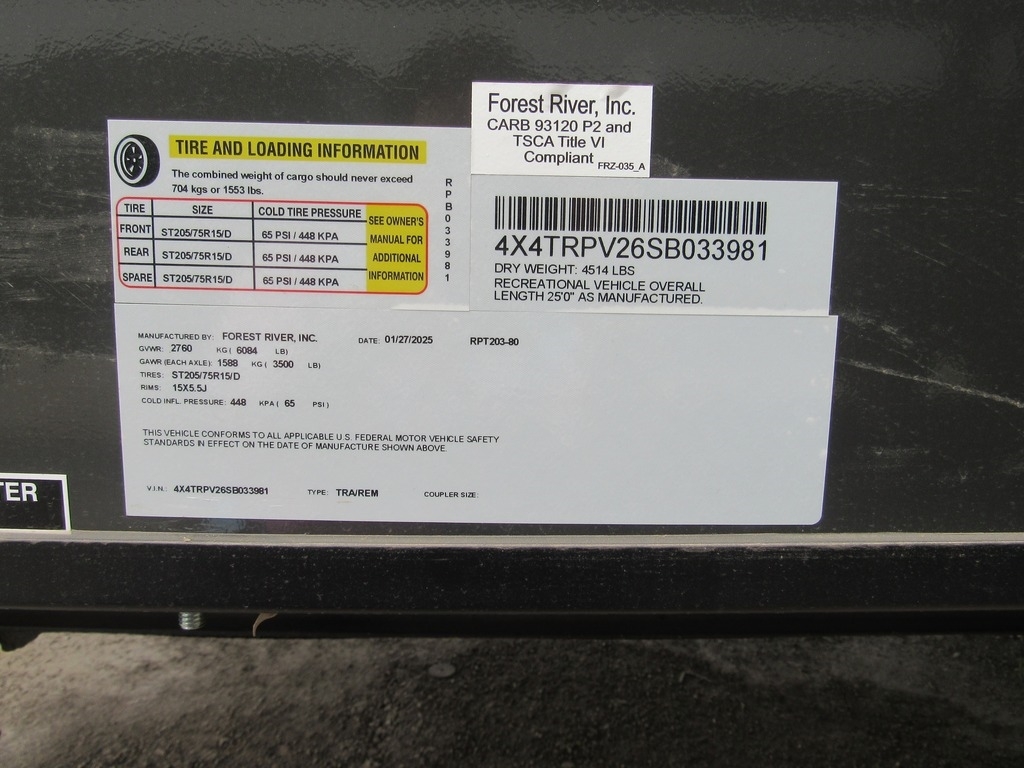 Forest River, Inc.
CARB 93120 P2 and
TSCA Title VI
Compliant FRZ-035_A
TIRE AND LOADING INFORMATION
The combined weight of cargo should never exceed
704 kgs or 1553 lbs.
TIRE SIZE COLD TIRE PRESSURE
FRONT ST205/75R15/D 65 PSI / 448 KPA
REAR ST205/75R15/D 65 PSI / 448 KPA
SPARE ST205/75R15/D 65 PSI / 448 KPA
SEE OWNER'S
MANUAL FOR
ADDITIONAL
INFORMATION
RPB033981
4X4TRPV26SB033981
DRY WEIGHT: 4514 LBS
RECREATIONAL VEHICLE OVERALL
LENGTH 25'0" AS MANUFACTURED.
MANUFACTURED BY: FOREST RIVER, INC. DATE: 01/27/2025 RPT203-80
GVWR: 2760 KG ( 6084 LB)
GAWR (EACH AXLE): 1588 KG ( 3500 LB)
TIRES: ST205/75R15/D
RIMS: 15X5.5J
COLD INFL. PRESSURE: 448 KPA ( 65 PSI )
THIS VEHICLE CONFORMS TO ALL APPLICABLE U.S. FEDERAL MOTOR VEHICLE SAFETY
STANDARDS IN EFFECT ON THE DATE OF MANUFACTURE SHOWN ABOVE.
V.I.N.: 4X4TRPV26SB033981 TYPE: TRA/REM COUPLER SIZE:
TER